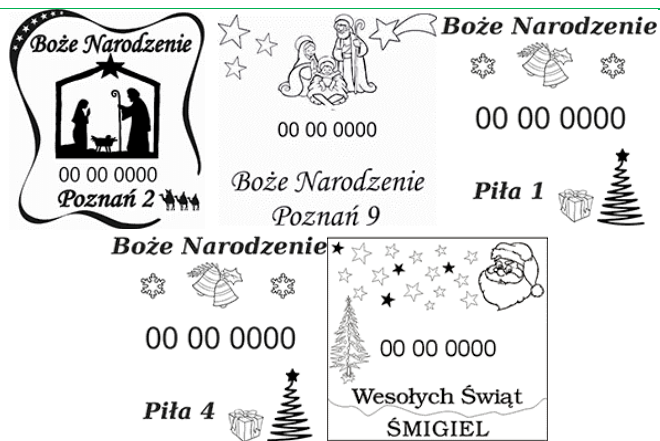 Boże Narodzenie
00 00 0000
Poznań 2
00 00 0000
Boże Narodzenie
Poznań 9
Boże Narodzenie
00 00 0000
Piła 1
Boże Narodzenie
00 00 0000
Piła 4
00 00 0000
Wesołych Świąt
ŚMIGIEL